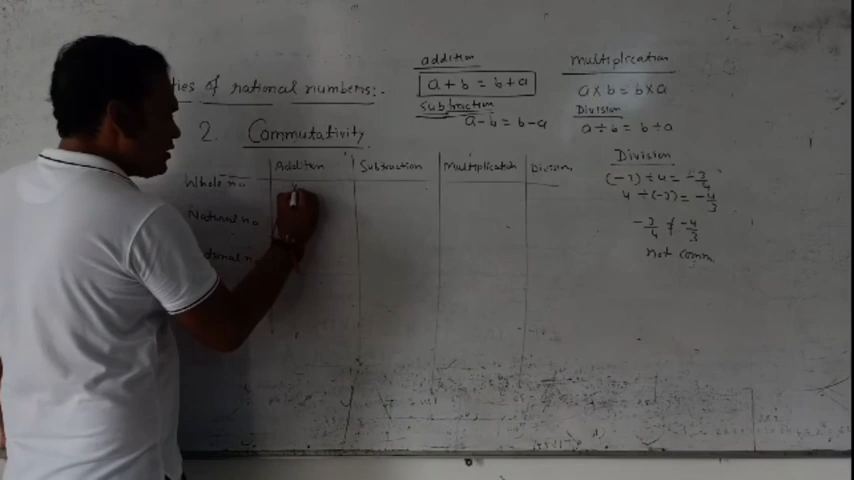 ties of rational numbers:-
2. Commutativity
addition
a + b = b + a
Subtraction
a - b = b - a
multiplication
a × b = b × a
Division
a ÷ b = b ÷ a
Addition Subtraction Multiplication Division
Whole no.
Natural no.
tional n
Division
(-3) ÷ 4 = -3/4
4 ÷ (-3) = -4/3
-3/4 ≠ -4/3
not comm